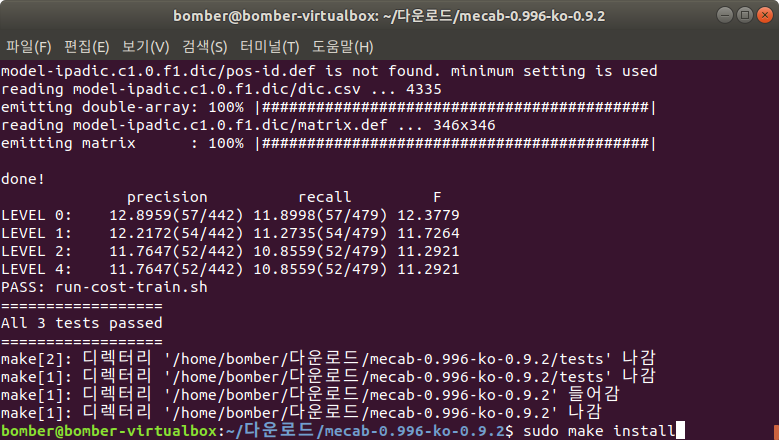 bomber@bomber-virtualbox: ~/다운로드/mecab-0.996-ko-0.9.2
파일(F) 편집(E) 보기(V) 검색(S) 터미널(T) 도움말(H)
model-ipadic.c1.0.f1.dic/pos-id.def is not found. minimum setting is used
reading model-ipadic.c1.0.f1.dic/dic.csv ... 4335
emitting double-array: 100% |###########################################|
reading model-ipadic.c1.0.f1.dic/matrix.def ... 346x346
emitting matrix      : 100% |###########################################|
done!
              precision          recall         F
LEVEL 0:    12.8959(57/442) 11.8998(57/479) 12.3779
LEVEL 1:    12.2172(54/442) 11.2735(54/479) 11.7264
LEVEL 2:    11.7647(52/442) 10.8559(52/479) 11.2921
LEVEL 4:    11.7647(52/442) 10.8559(52/479) 11.2921
PASS: run-cost-train.sh
==================
All 3 tests passed
==================
make[2]: 디렉터리 '/home/bomber/다운로드/mecab-0.996-ko-0.9.2/tests' 나감
make[1]: 디렉터리 '/home/bomber/다운로드/mecab-0.996-ko-0.9.2/tests' 나감
make[1]: 디렉터리 '/home/bomber/다운로드/mecab-0.996-ko-0.9.2' 들어감
make[1]: 디렉터리 '/home/bomber/다운로드/mecab-0.996-ko-0.9.2' 나감
bomber@bomber-virtualbox:~/다운로드/mecab-0.996-ko-0.9.2$ sudo make install